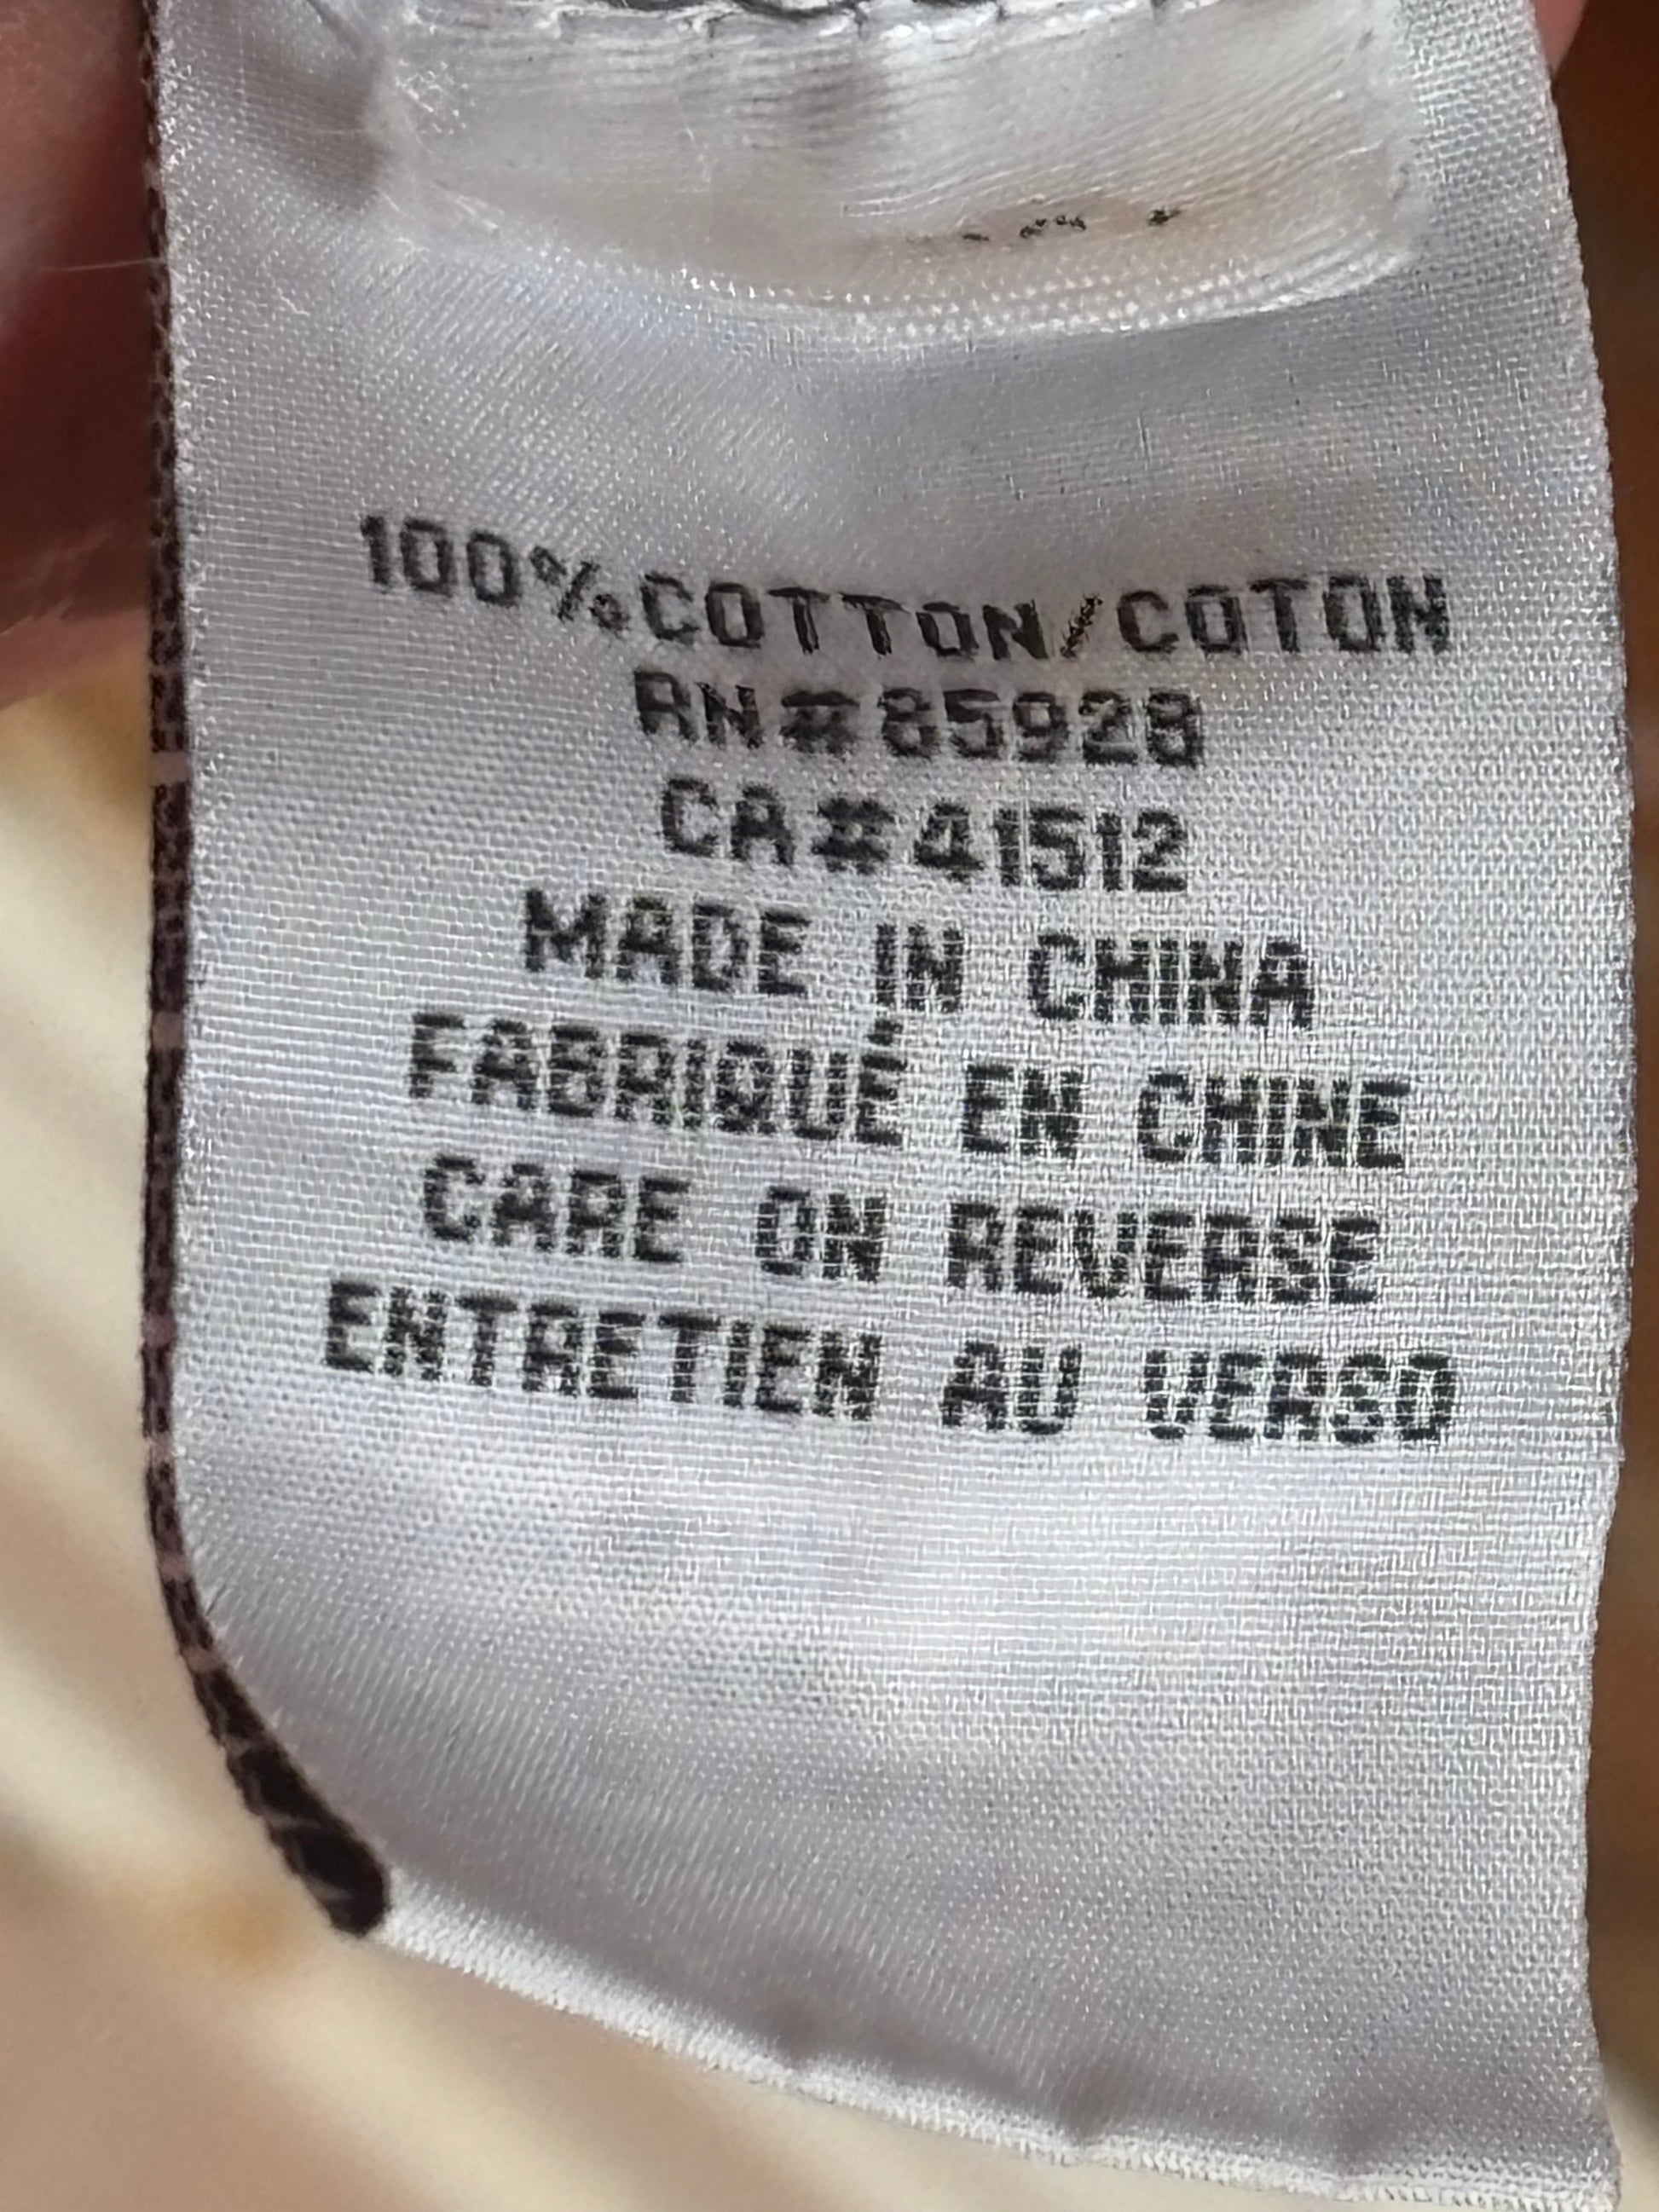 100%COTTON/COTON
RN#85928
CA#41512
MADE IN CHINA
FABRIQUÉ EN CHINE
CARE ON REVERSE
ENTRETIEN AU VERSO